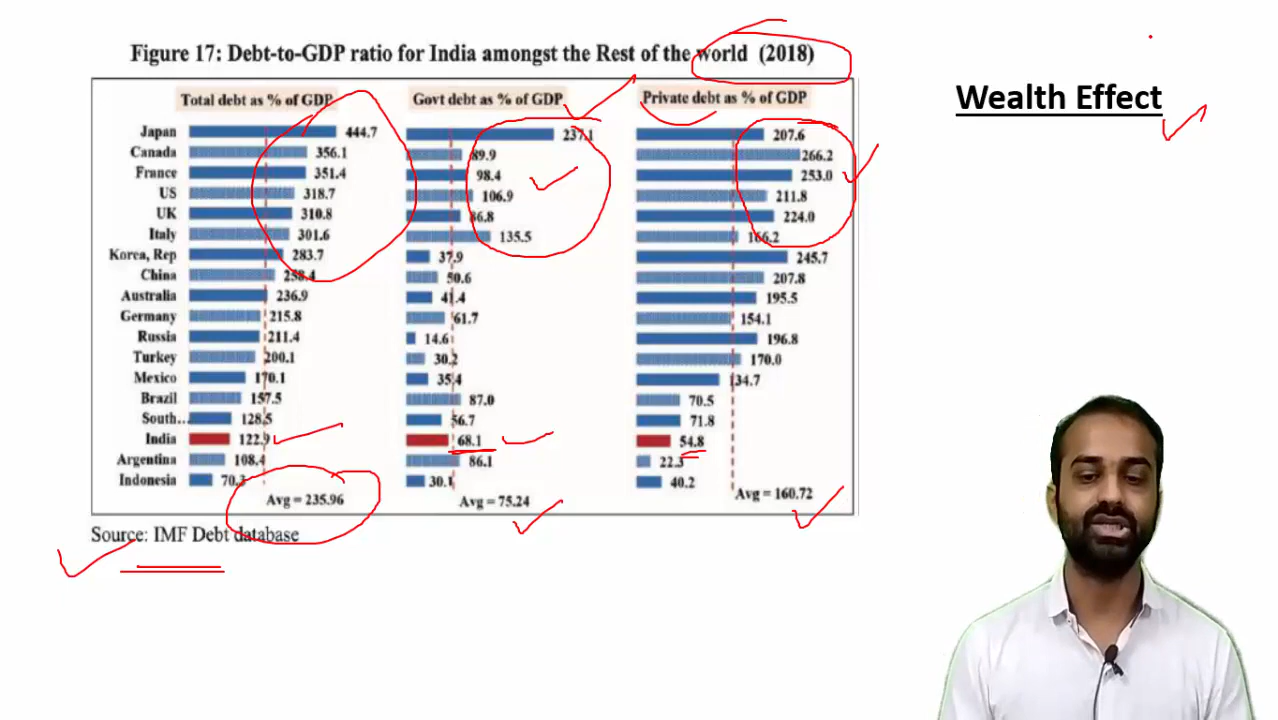 Figure 17: Debt-to-GDP ratio for India amongst the Rest of the world (2018)
Wealth Effect
Total debt as % of GDP Govt debt as % of GDP Private debt as % of GDP
Japan 444.7 237.1 207.6
Canada 356.1 89.9 266.2
France 351.4 98.4 253.0
US 318.7 106.9 211.8
UK 310.8 86.8 224.0
Italy 301.6 135.5 166.2
Korea, Rep 283.7 37.9 245.7
China 258.4 50.6 207.8
Australia 236.9 41.4 195.5
Germany 215.8 61.7 154.1
Russia 211.4 14.6 196.8
Turkey 200.1 30.2 170.0
Mexico 170.1 35.4 134.7
Brazil 157.5 87.0 70.5
South... 128.5 56.7 71.8
India 122.9 68.1 54.8
Argentina 108.4 86.1 22.3
Indonesia 70.3 30.1 40.2
Avg = 235.96 Avg = 75.24 Avg = 160.72
Source: IMF Debt database